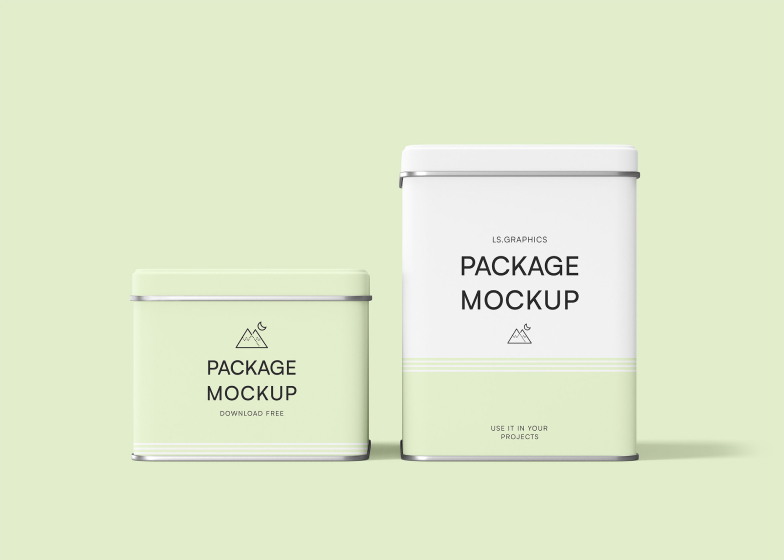 PACKAGE
MOCKUP
DOWNLOAD FREE
LS.GRAPHICS
PACKAGE
MOCKUP
USE IT IN YOUR
PROJECTS